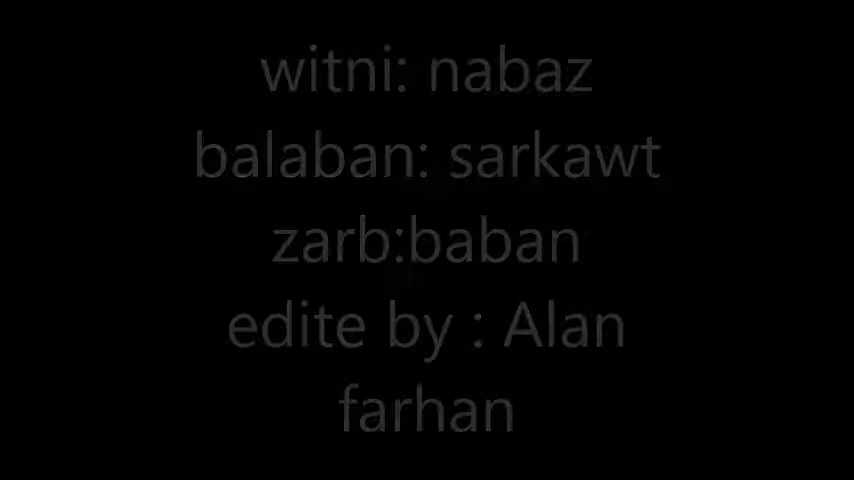 witni: nabaz
balaban: sarkawt
zarb:baban
edite by : Alan
farhan